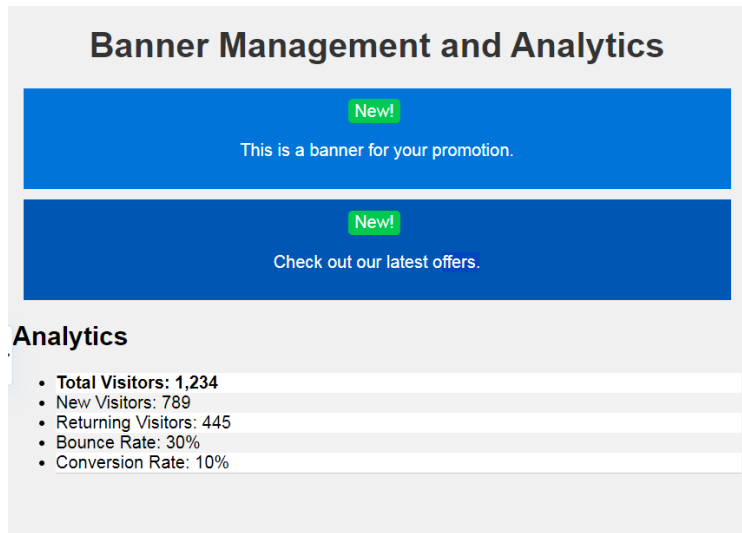 Banner Management and Analytics
New!
This is a banner for your promotion.
New!
Check out our latest offers.
Analytics
Total Visitors: 1,234
New Visitors: 789
Returning Visitors: 445
Bounce Rate: 30%
Conversion Rate: 10%